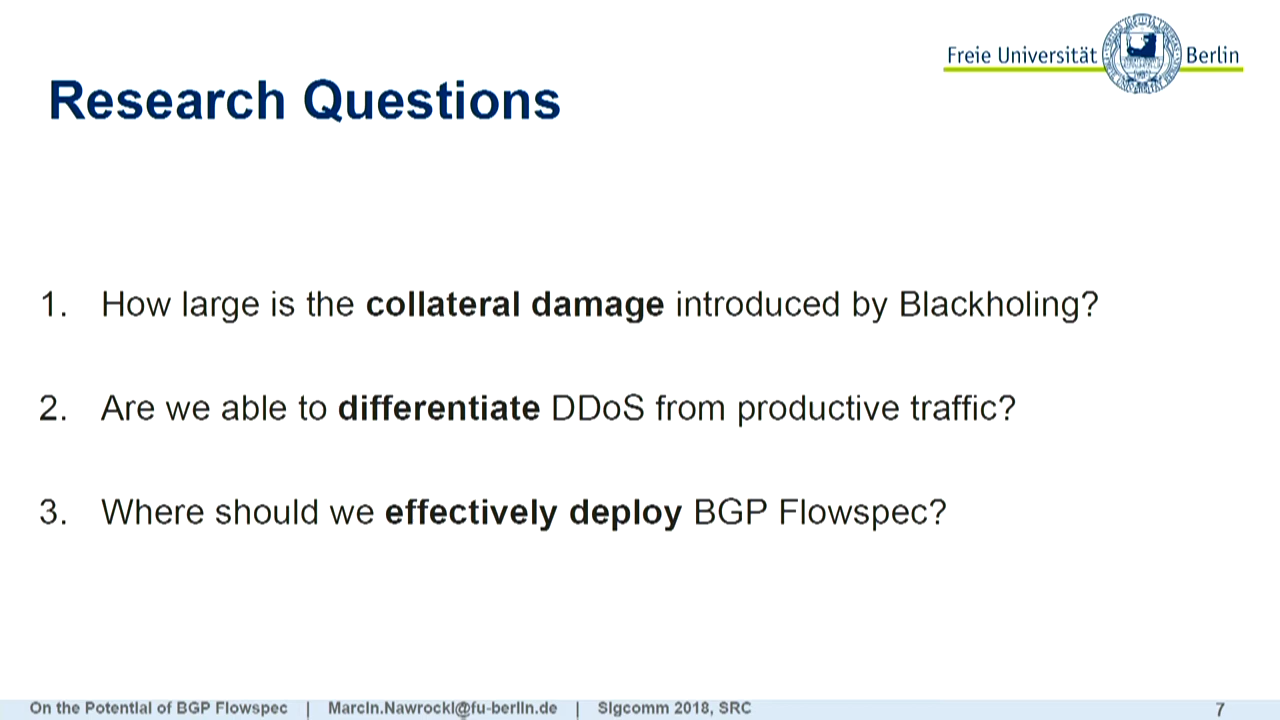 Freie Universität Berlin
Research Questions
1. How large is the collateral damage introduced by Blackholing?
2. Are we able to differentiate DDoS from productive traffic?
3. Where should we effectively deploy BGP Flowspec?
On the Potential of BGP Flowspec | Marcin.Nawrocki@fu-berlin.de | Sigcomm 2018, SRC 7